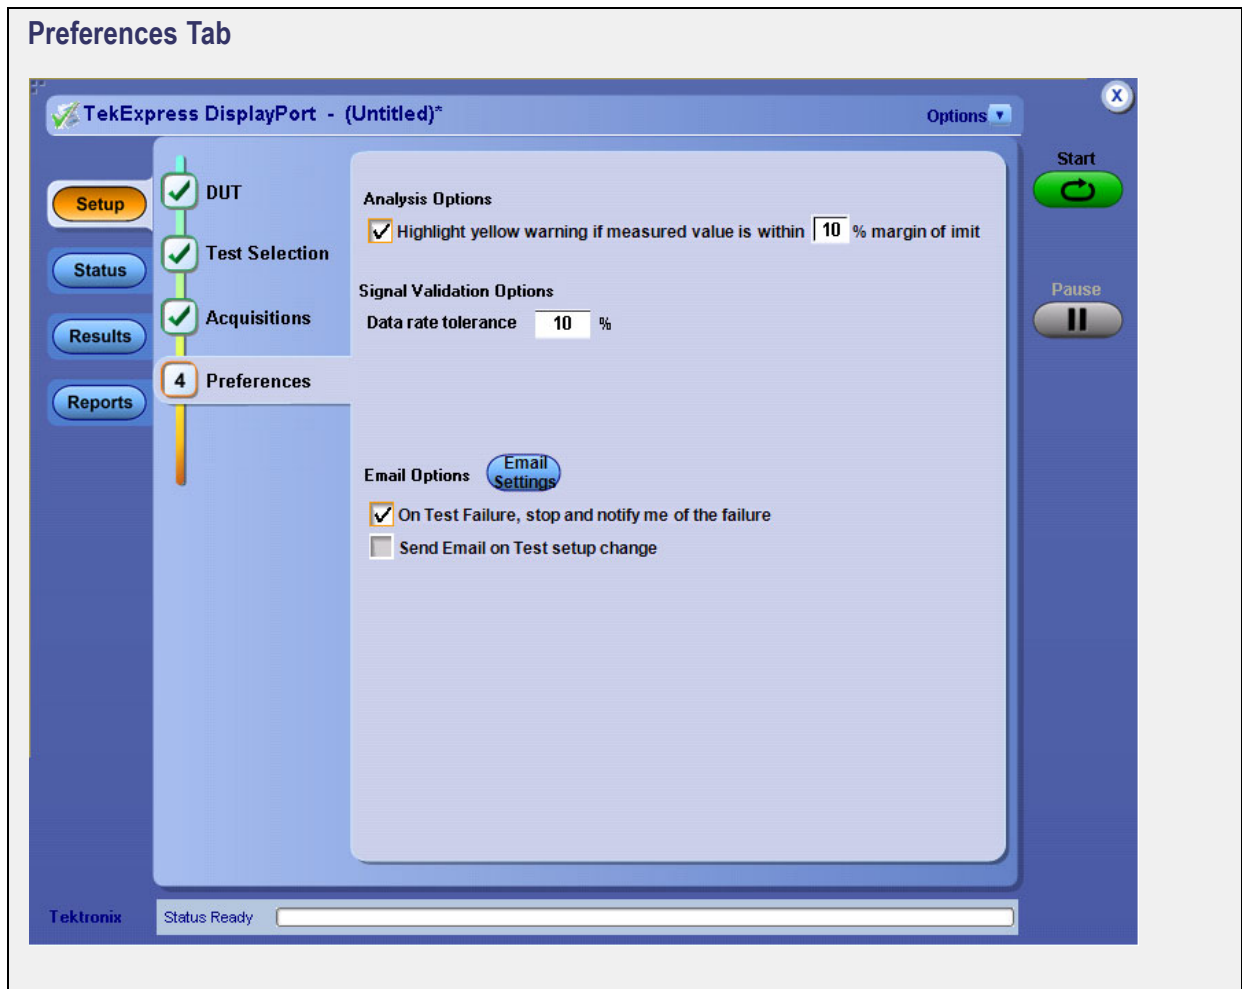 Preferences Tab
TekExpress DisplayPort - (Untitled)*
Options
X
Setup
Status
Results
Reports
DUT
Test Selection
Acquisitions
4 Preferences
Analysis Options
Highlight yellow warning if measured value is within 10 % margin of imit
Signal Validation Options
Data rate tolerance 10 %
Email Options
Email
Settings
On Test Failure, stop and notify me of the failure
Send Email on Test setup change
Start
Pause
Tektronix
Status Ready